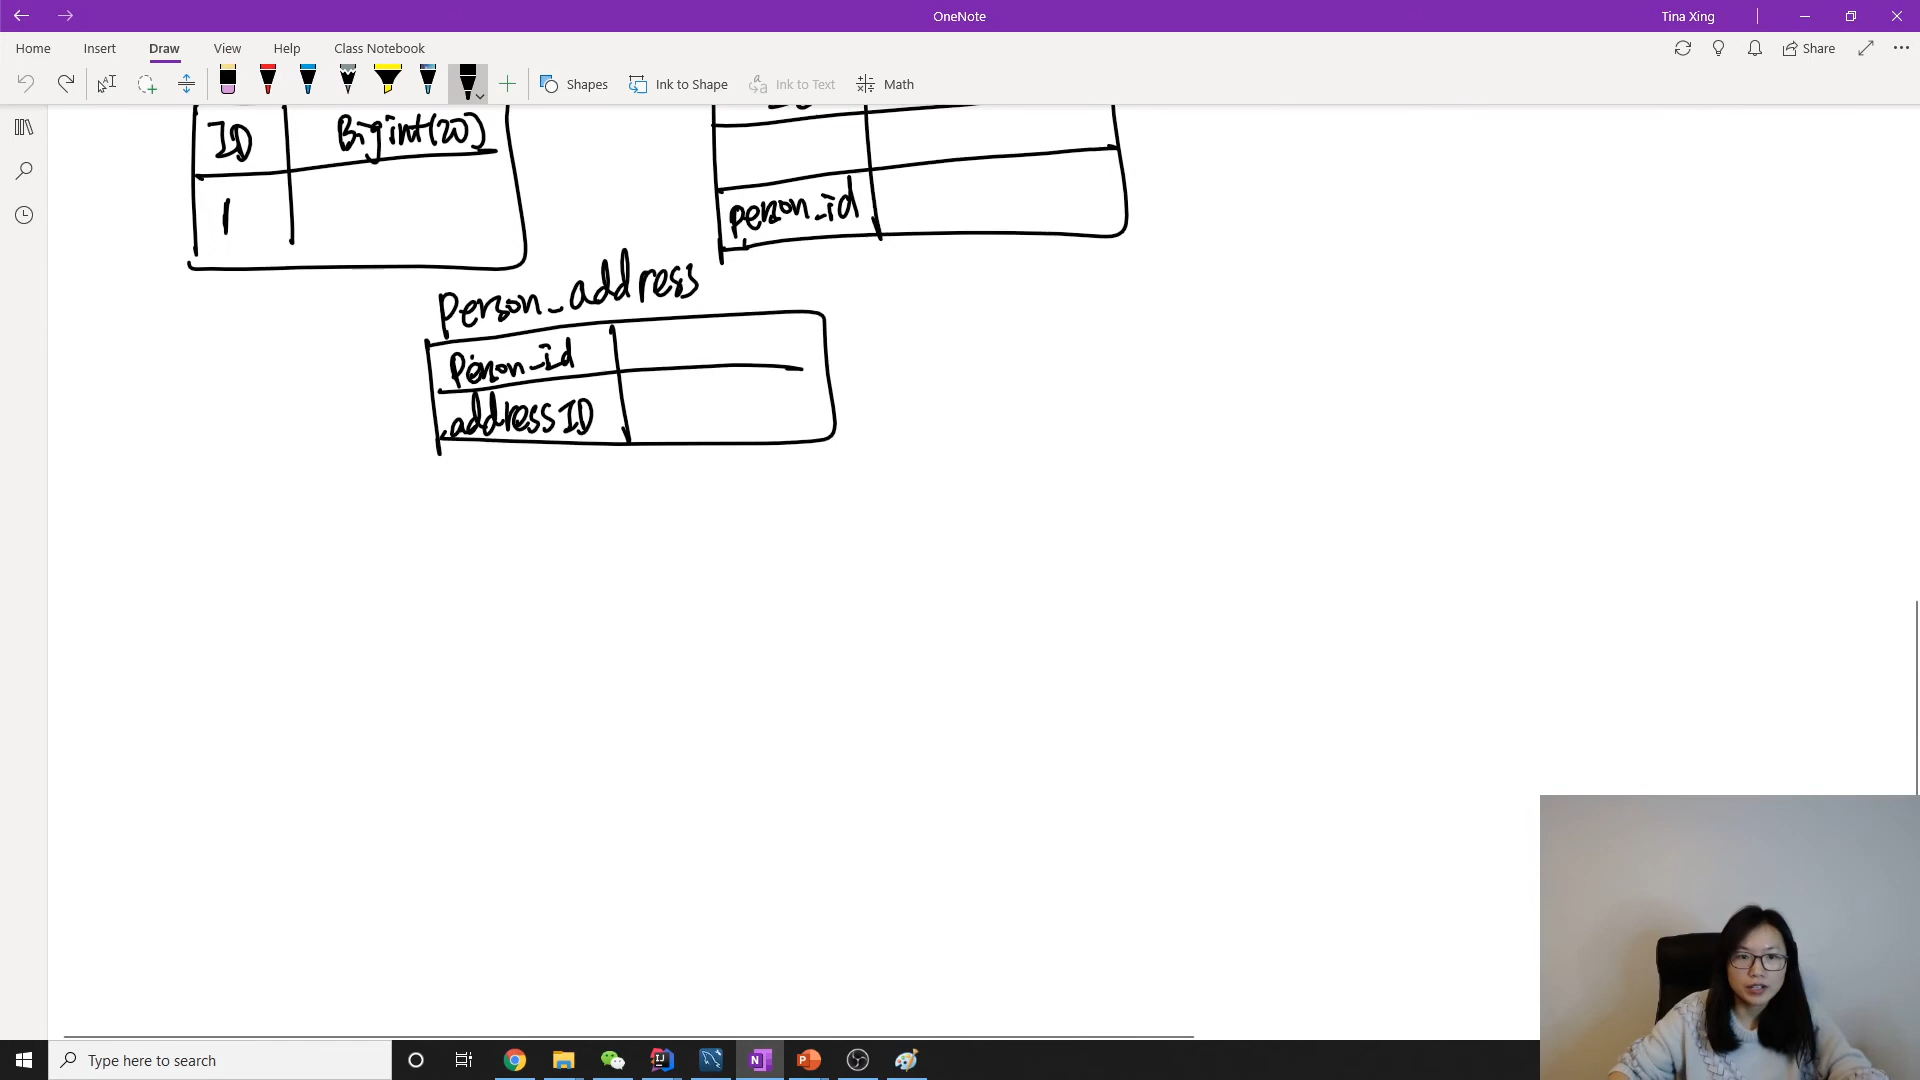 OneNote
Tina Xing
Home
Insert
Draw
View
Help
Class Notebook
Share
Shapes
Ink to Shape
Ink to Text
Math
ID
Bigint(20)
1
person_id
Person_address
Person_id
addressID
Type here to search